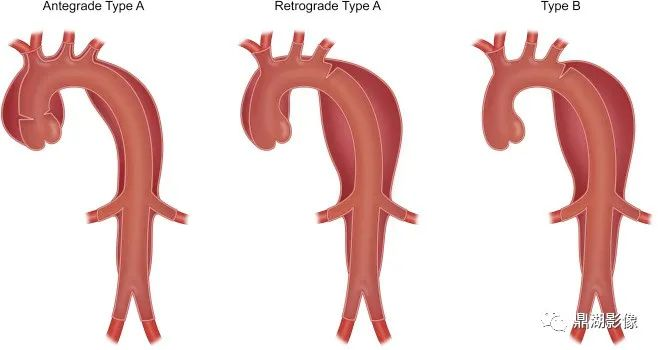 Antegrade Type A
Retrograde Type A
Type B
鼎湖影像